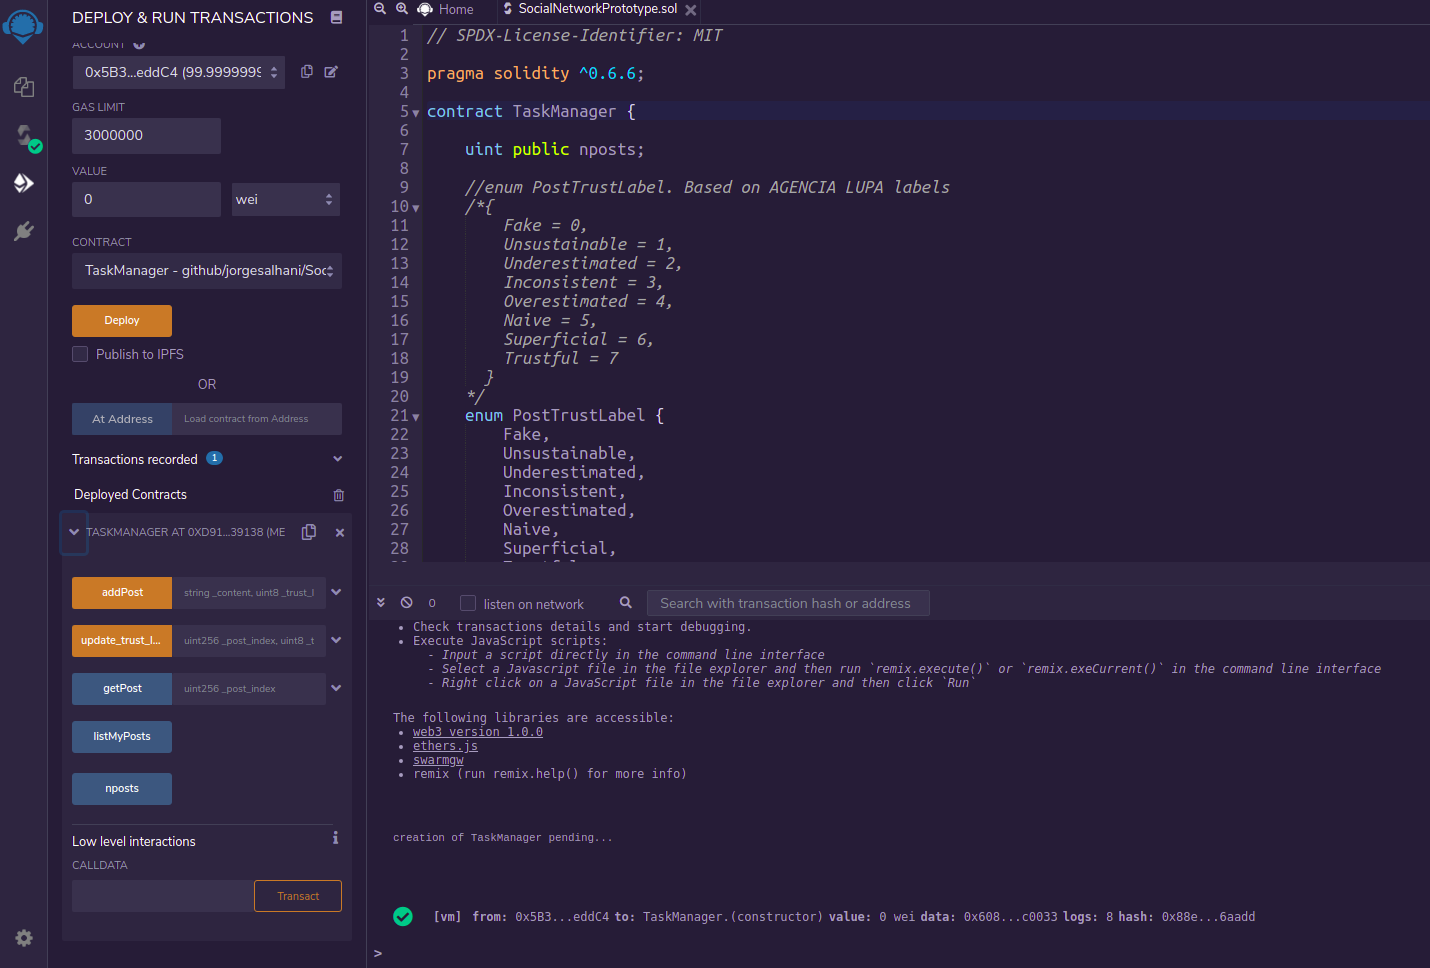 DEPLOY & RUN TRANSACTIONS
ACCOUNT
0x5B3...eddC4 (99.9999999
GAS LIMIT
3000000
VALUE
0
wei
CONTRACT
TaskManager - github/jorgesalhani/Soc
Deploy
Publish to IPFS
OR
At Address
Load contract from Address
Transactions recorded 1
Deployed Contracts
TASKMANAGER AT 0XD91...39138 (ME
addPost
string _content, uint8 _trust_l
update_trust_l...
uint256 _post_index, uint8 _t
getPost
uint256 _post_index
listMyPosts
nposts
Low level interactions
CALLDATA
Transact
Home
SocialNetworkPrototype.sol
1 // SPDX-License-Identifier: MIT
2
3 pragma solidity ^0.6.6;
4
5 contract TaskManager {
6
7 uint public nposts;
8
9 //enum PostTrustLabel. Based on AGENCIA LUPA labels
10 /*{
11 Fake = 0,
12 Unsustainable = 1,
13 Underestimated = 2,
14 Inconsistent = 3,
15 Overestimated = 4,
16 Naive = 5,
17 Superficial = 6,
18 Trustful = 7
19 }
20 */
21 enum PostTrustLabel {
22 Fake,
23 Unsustainable,
24 Underestimated,
25 Inconsistent,
26 Overestimated,
27 Naive,
28 Superficial,
0
listen on network
Search with transaction hash or address
• Check transactions details and start debugging.
• Execute JavaScript scripts:
- Input a script directly in the command line interface
- Select a Javascript file in the file explorer and then run `remix.execute()` or `remix.exeCurrent()` in the command line interface
- Right click on a JavaScript file in the file explorer and then click `Run`
The following libraries are accessible:
• web3 version 1.0.0
• ethers.js
• swarmgw
• remix (run remix.help() for more info)
creation of TaskManager pending...
[vm] from: 0x5B3...eddC4 to: TaskManager.(constructor) value: 0 wei data: 0x608...c0033 logs: 8 hash: 0x88e...6aadd
>